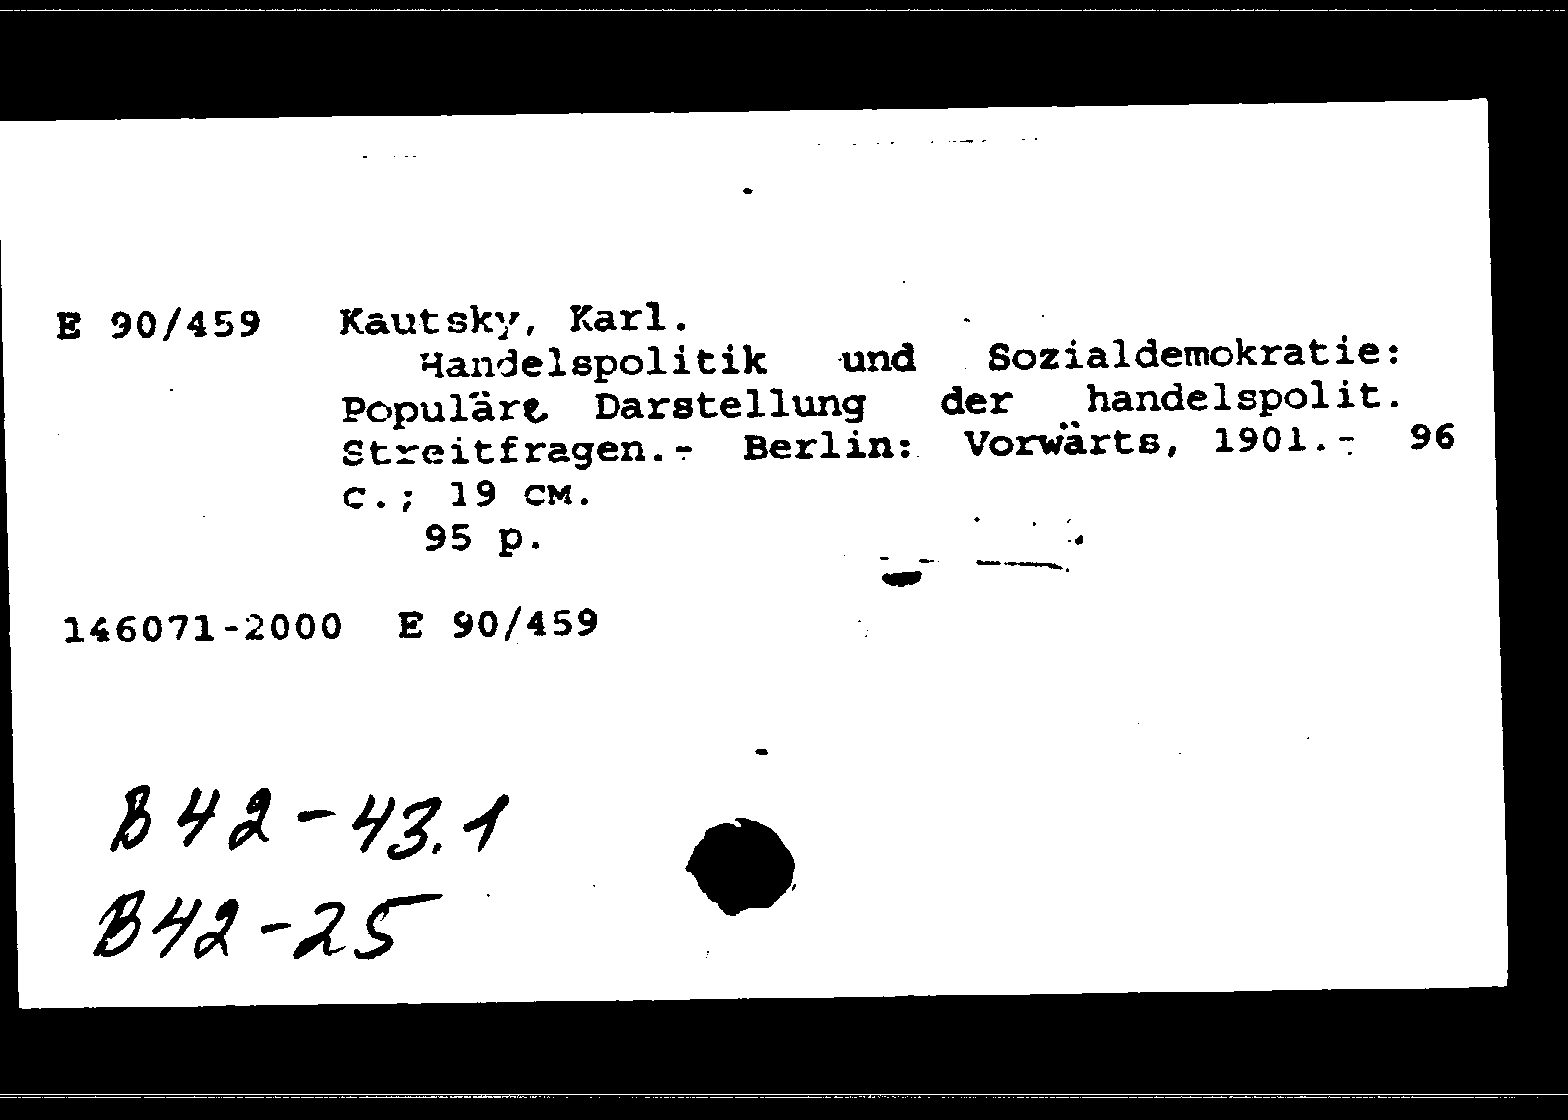 E 90/459 Kautsky, Karl.
Handelspolitik und Sozialdemokratie:
Populäre Darstellung der handelspolit.
Streitfragen.- Berlin: Vorwärts, 1901.- 96
с.; 19 см.
95 р.
146071-2000 E 90/459
В42-43.1
В42-25